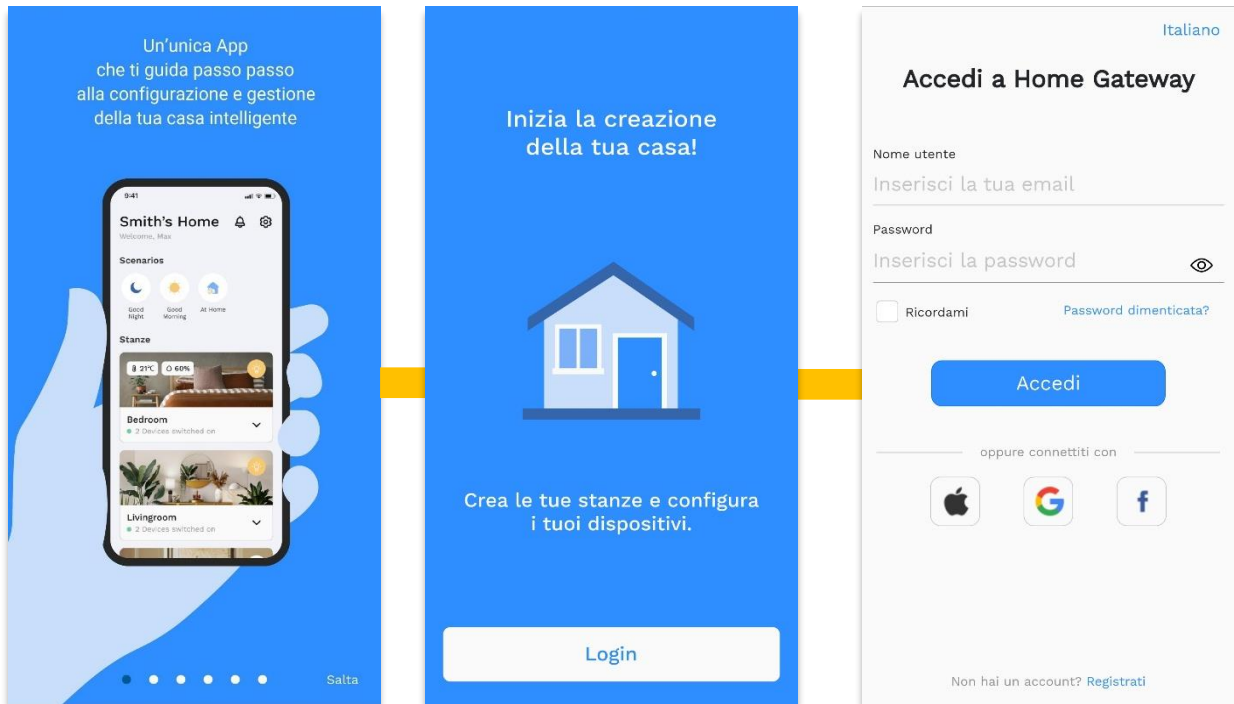 Un'unica App
che ti guida passo passo
alla configurazione e gestione
della tua casa intelligente
9:41
Smith's Home
Welcome, Max
Scenarios
Good
Night
Good
Morning
At Home
Stanze
21°C
60%
Bedroom
2 Devices switched on
Livingroom
2 Devices switched on
Salta
Inizia la creazione
della tua casa!
Crea le tue stanze e configura
i tuoi dispositivi.
Login
Italiano
Accedi a Home Gateway
Nome utente
Inserisci la tua email
Password
Inserisci la password
Ricordami
Password dimenticata?
Accedi
oppure connettiti con
Non hai un account? Registrati